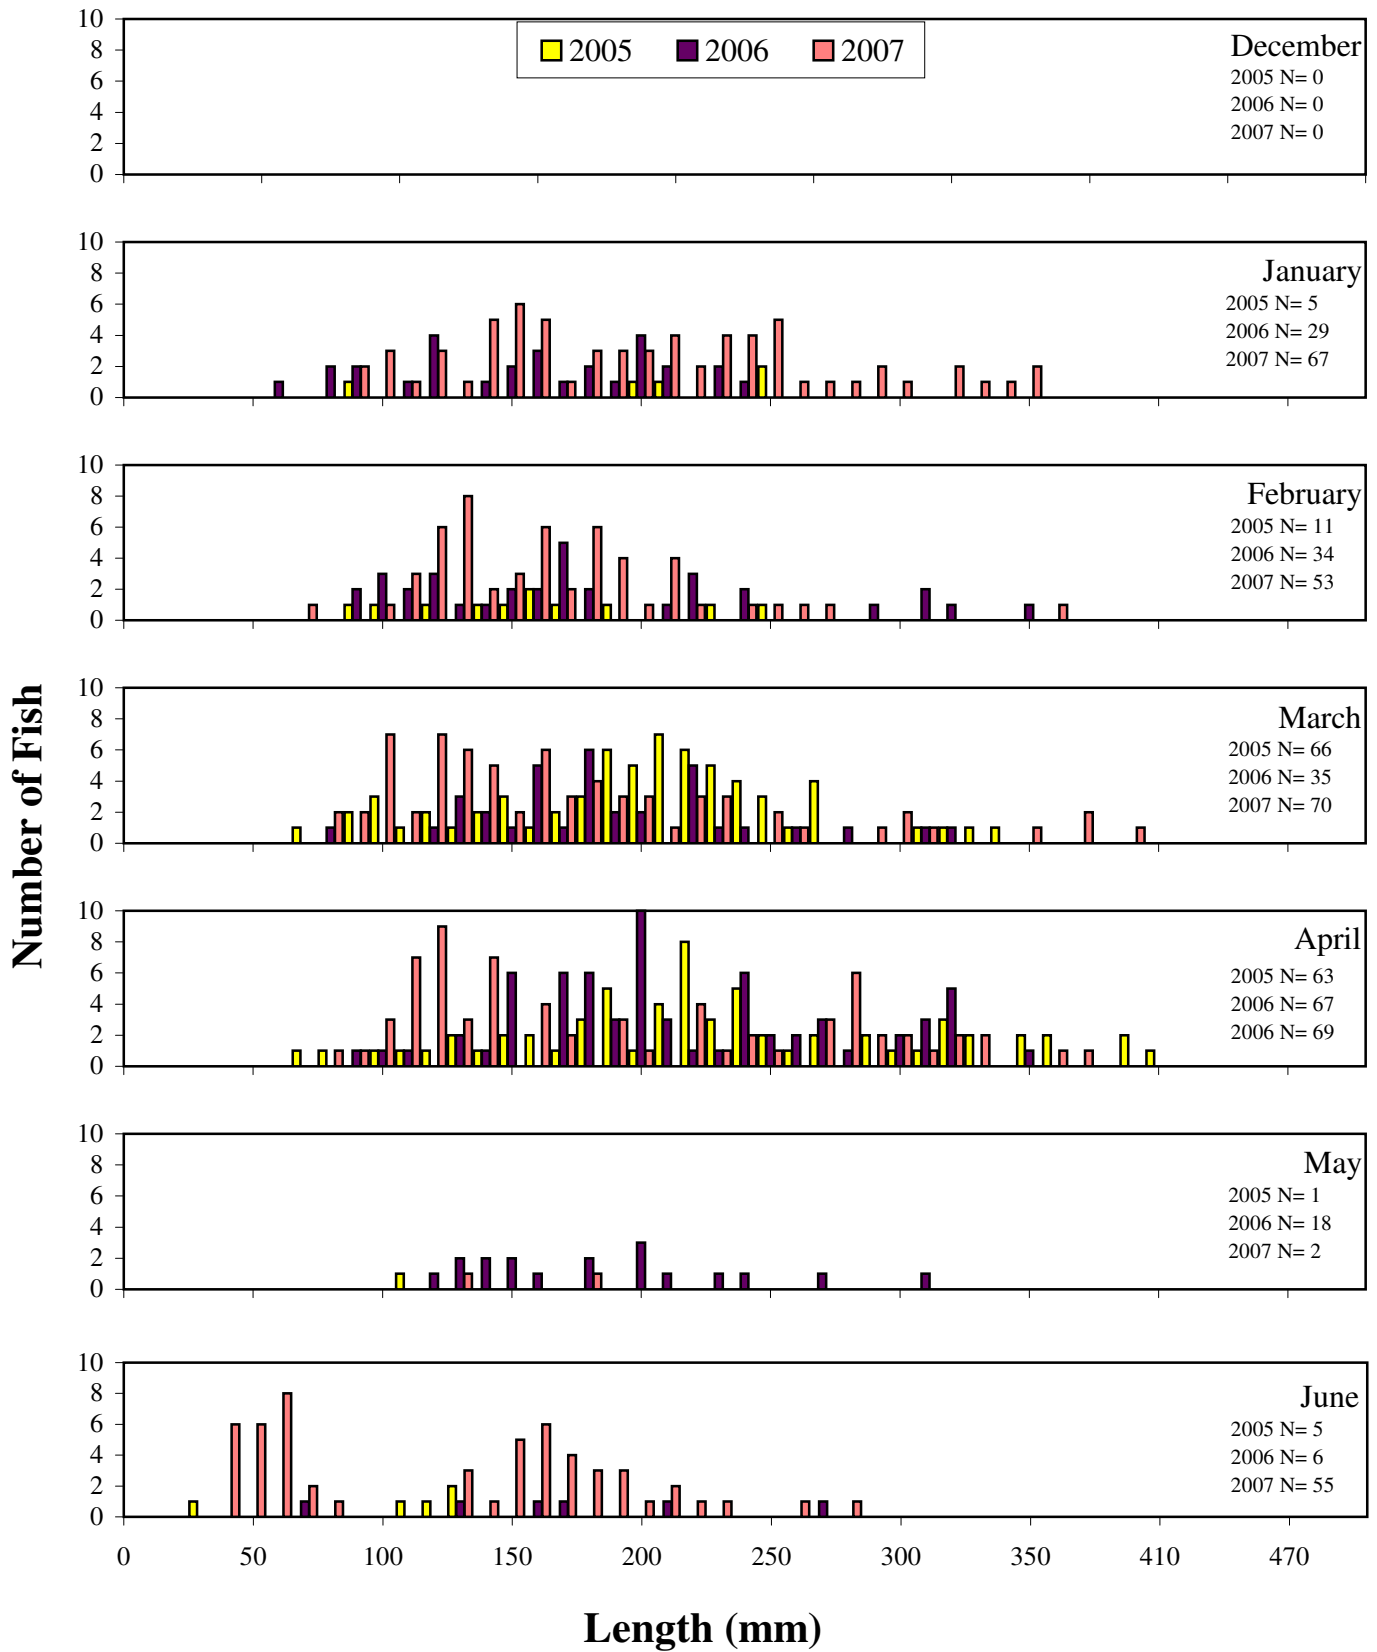 10
8
6
4
2
0
2005 2006 2007
December
2005 N= 0
2006 N= 0
2007 N= 0
10
8
6
4
2
0
January
2005 N= 5
2006 N= 29
2007 N= 67
10
8
6
4
2
0
February
2005 N= 11
2006 N= 34
2007 N= 53
10
8
6
4
2
0
March
2005 N= 66
2006 N= 35
2007 N= 70
10
8
6
4
2
0
April
2005 N= 63
2006 N= 67
2006 N= 69
10
8
6
4
2
0
May
2005 N= 1
2006 N= 18
2007 N= 2
10
8
6
4
2
0
June
2005 N= 5
2006 N= 6
2007 N= 55
0 50 100 150 200 250 300 350 410 470
Length (mm)
Number of Fish